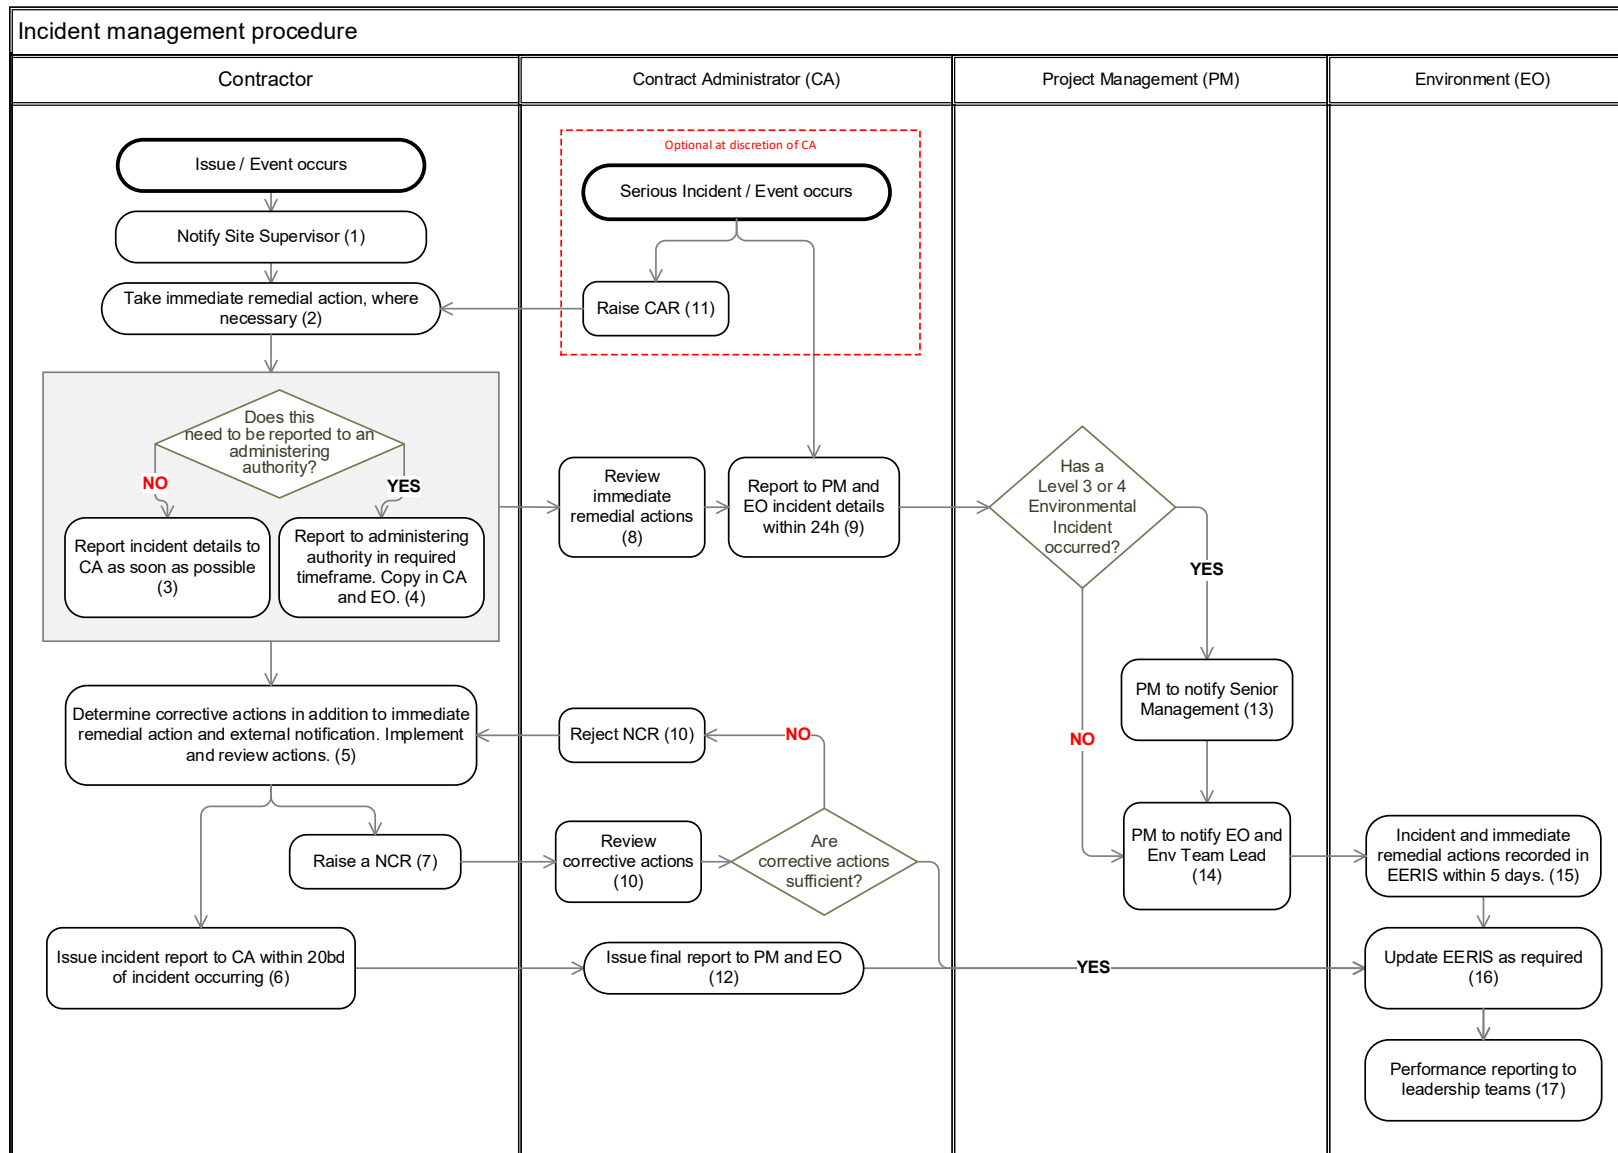 Incident management procedure
Contractor
Contract Administrator (CA)
Project Management (PM)
Environment (EO)
Issue / Event occurs
Notify Site Supervisor (1)
Take immediate remedial action, where
necessary (2)
Does this
need to be reported to an
administering
authority?
NO
YES
Report incident details to
CA as soon as possible
(3)
Report to administering
authority in required
timeframe. Copy in CA
and EO. (4)
Determine corrective actions in addition to immediate
remedial action and external notification. Implement
and review actions. (5)
Raise a NCR (7)
Issue incident report to CA within 20bd
of incident occurring (6)
Optional at discretion of CA
Serious Incident / Event occurs
Raise CAR (11)
Review
immediate
remedial actions
(8)
Report to PM and
EO incident details
within 24h (9)
Reject NCR (10)
NO
Review
corrective actions
(10)
Are
corrective actions
sufficient?
Issue final report to PM and EO
(12)
YES
Has a
Level 3 or 4
Environmental
Incident
occurred?
YES
NO
PM to notify Senior
Management (13)
PM to notify EO and
Env Team Lead
(14)
Incident and immediate
remedial actions recorded in
EERIS within 5 days. (15)
Update EERIS as required
(16)
Performance reporting to
leadership teams (17)